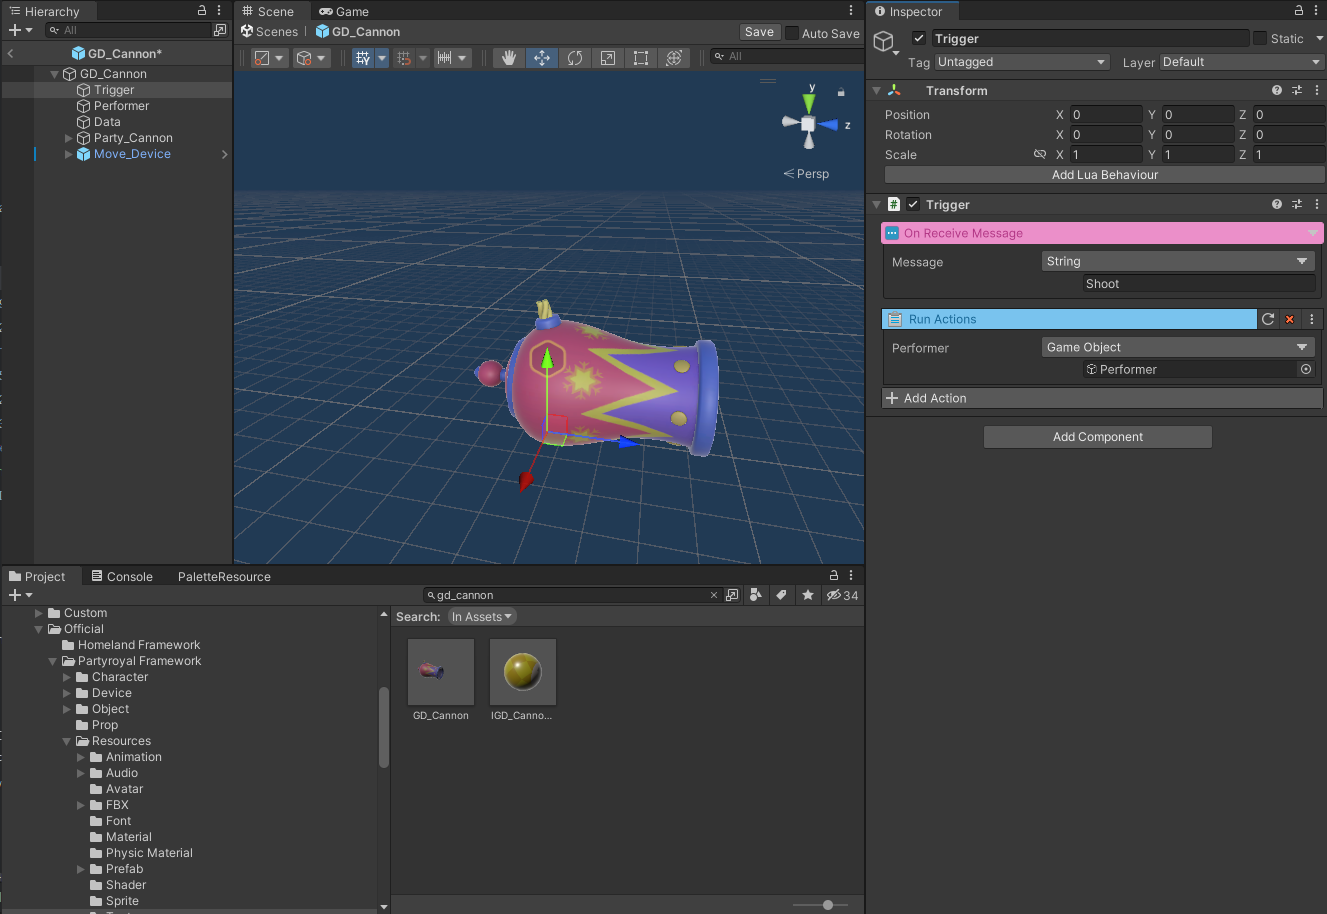 Hierarchy
All
GD_Cannon*
GD_Cannon
Trigger
Performer
Data
Party_Cannon
Move_Device
Scene
Game
Scenes
GD_Cannon
Save
Auto Save
All
y
z
Persp
Inspector
Trigger
Static
Tag
Untagged
Layer
Default
Transform
Position
X
0
Y
0
Z
0
Rotation
X
0
Y
0
Z
0
Scale
X
1
Y
1
Z
1
Add Lua Behaviour
Trigger
On Receive Message
Message
String
Shoot
Run Actions
Performer
Game Object
Performer
Add Action
Add Component
Project
Console
PaletteResource
gd_cannon
34
Custom
Official
Homeland Framework
Partyroyal Framework
Character
Device
Object
Prop
Resources
Animation
Audio
Avatar
FBX
Font
Material
Physic Material
Prefab
Shader
Sprite
Search:
In Assets
GD_Cannon
IGD_Canno...